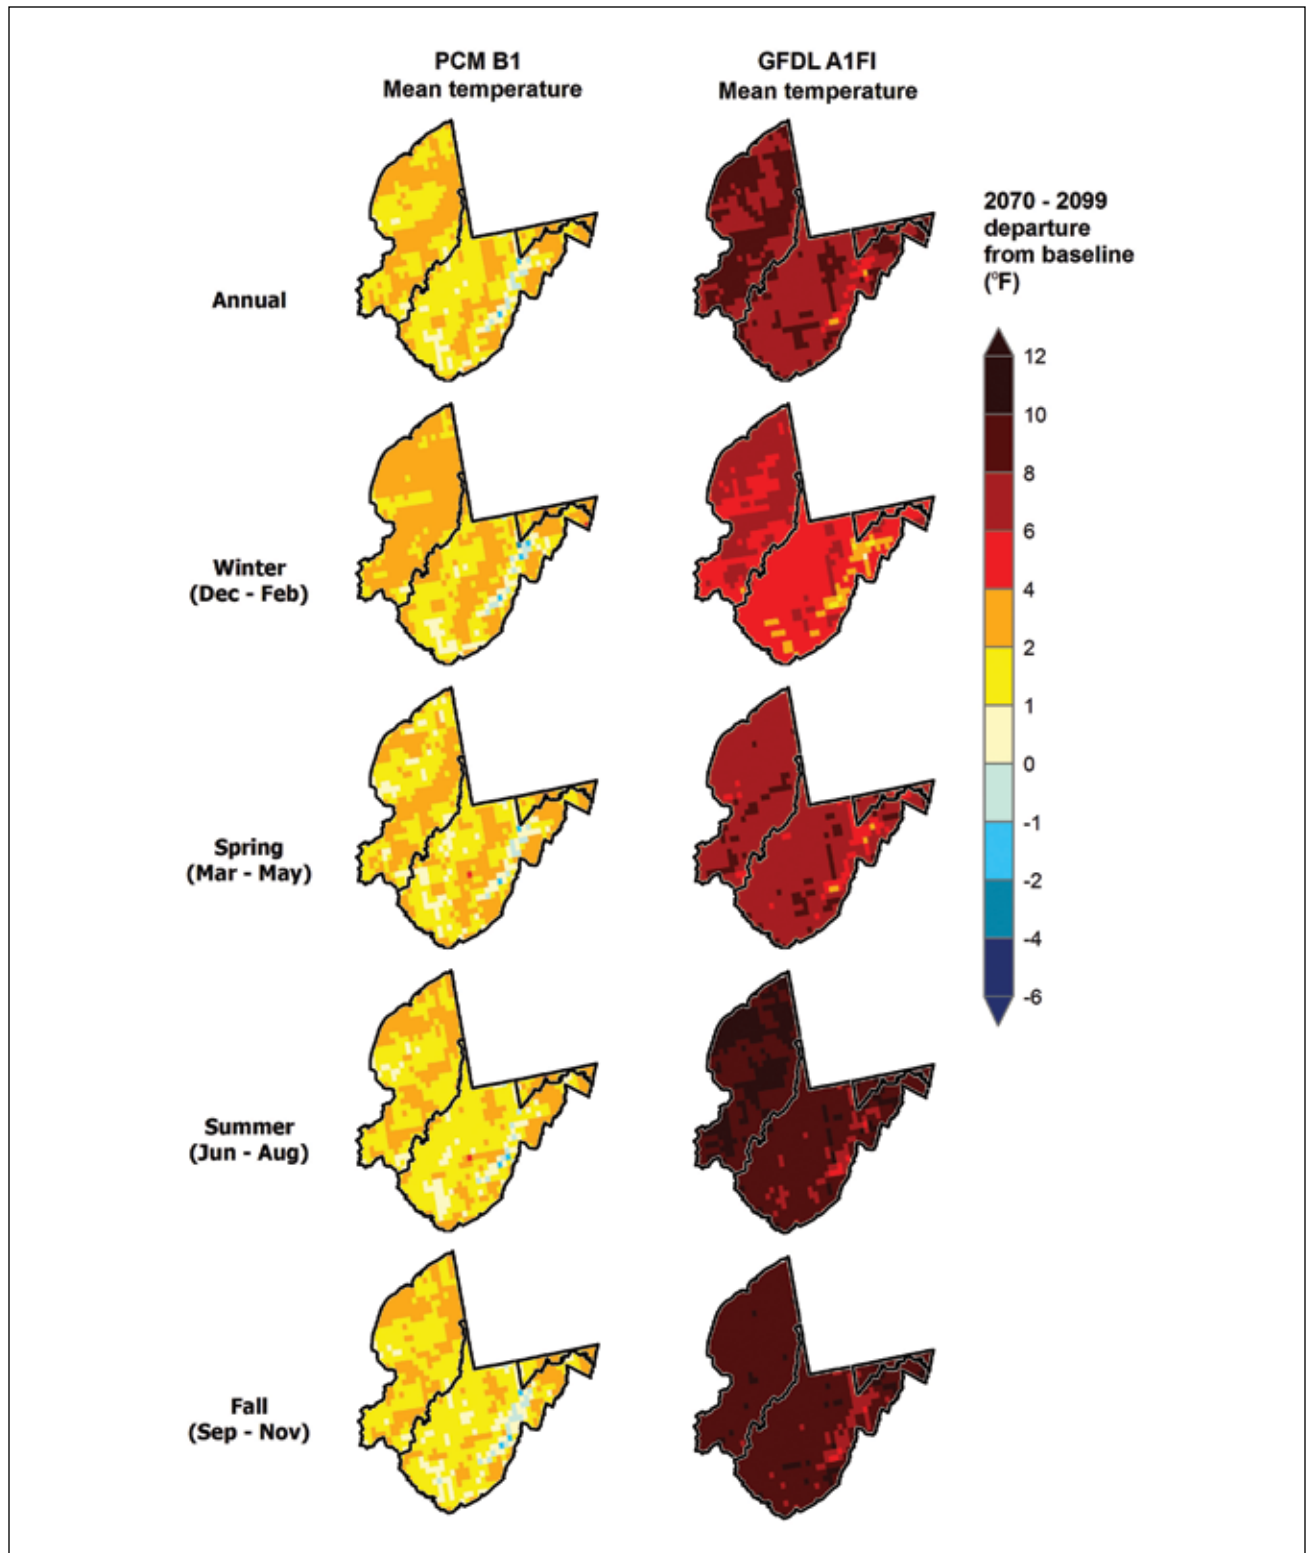 PCM B1
Mean temperature
GFDL A1FI
Mean temperature
2070 - 2099
departure
from baseline
(°F)
Annual
Winter
(Dec - Feb)
Spring
(Mar - May)
Summer
(Jun - Aug)
Fall
(Sep - Nov)
12
10
8
6
4
2
1
0
-1
-2
-4
-6